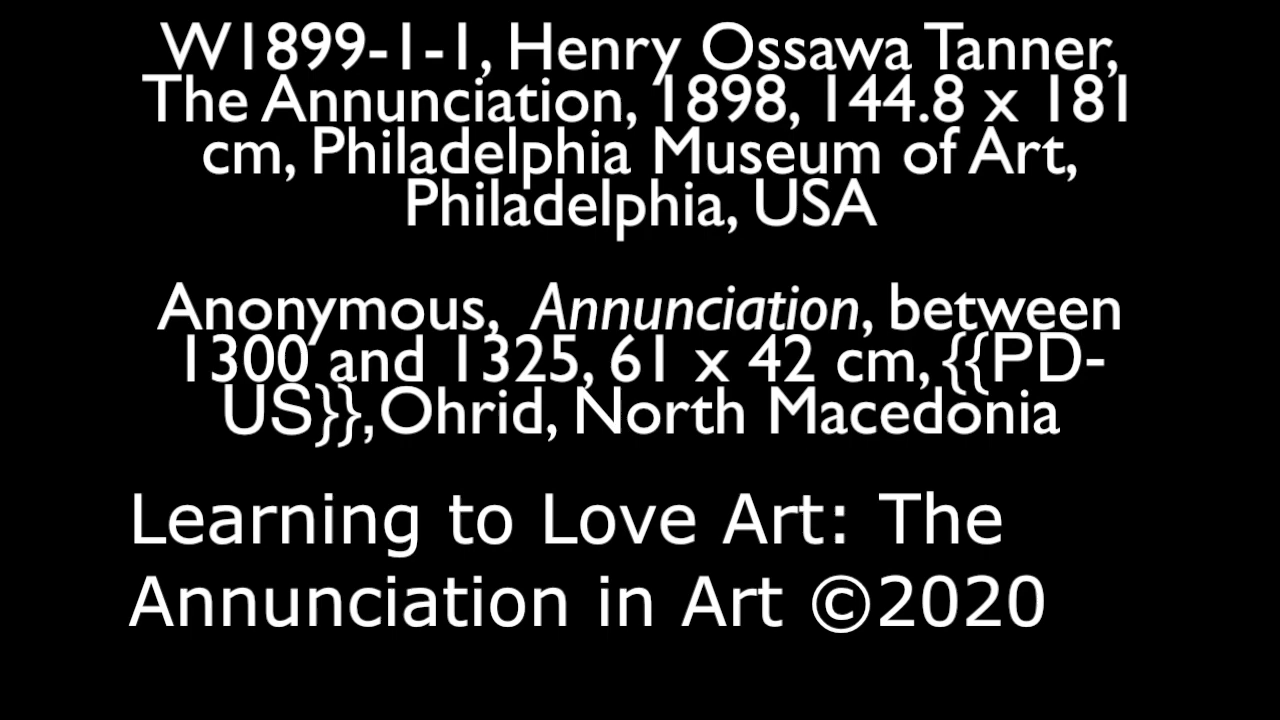 W1899-1-1, Henry Ossawa Tanner,
The Annunciation, 1898, 144.8 x 181
cm, Philadelphia Museum of Art,
Philadelphia, USA
Anonymous, Annunciation, between
1300 and 1325, 61 x 42 cm, {{PD-
US}}, Ohrid, North Macedonia
Learning to Love Art: The
Annunciation in Art ©2020